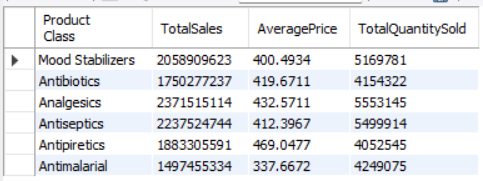 Product Class TotalSales AveragePrice TotalQuantitySold
Mood Stabilizers 2058909623 400.4934 5169781
Antibiotics 1750277237 419.6711 4154322
Analgesics 2371515114 432.5711 5553145
Antiseptics 2237524744 412.3967 5499914
Antipiretics 1883305591 469.0477 4052545
Antimalarial 1497455334 337.6672 4249075